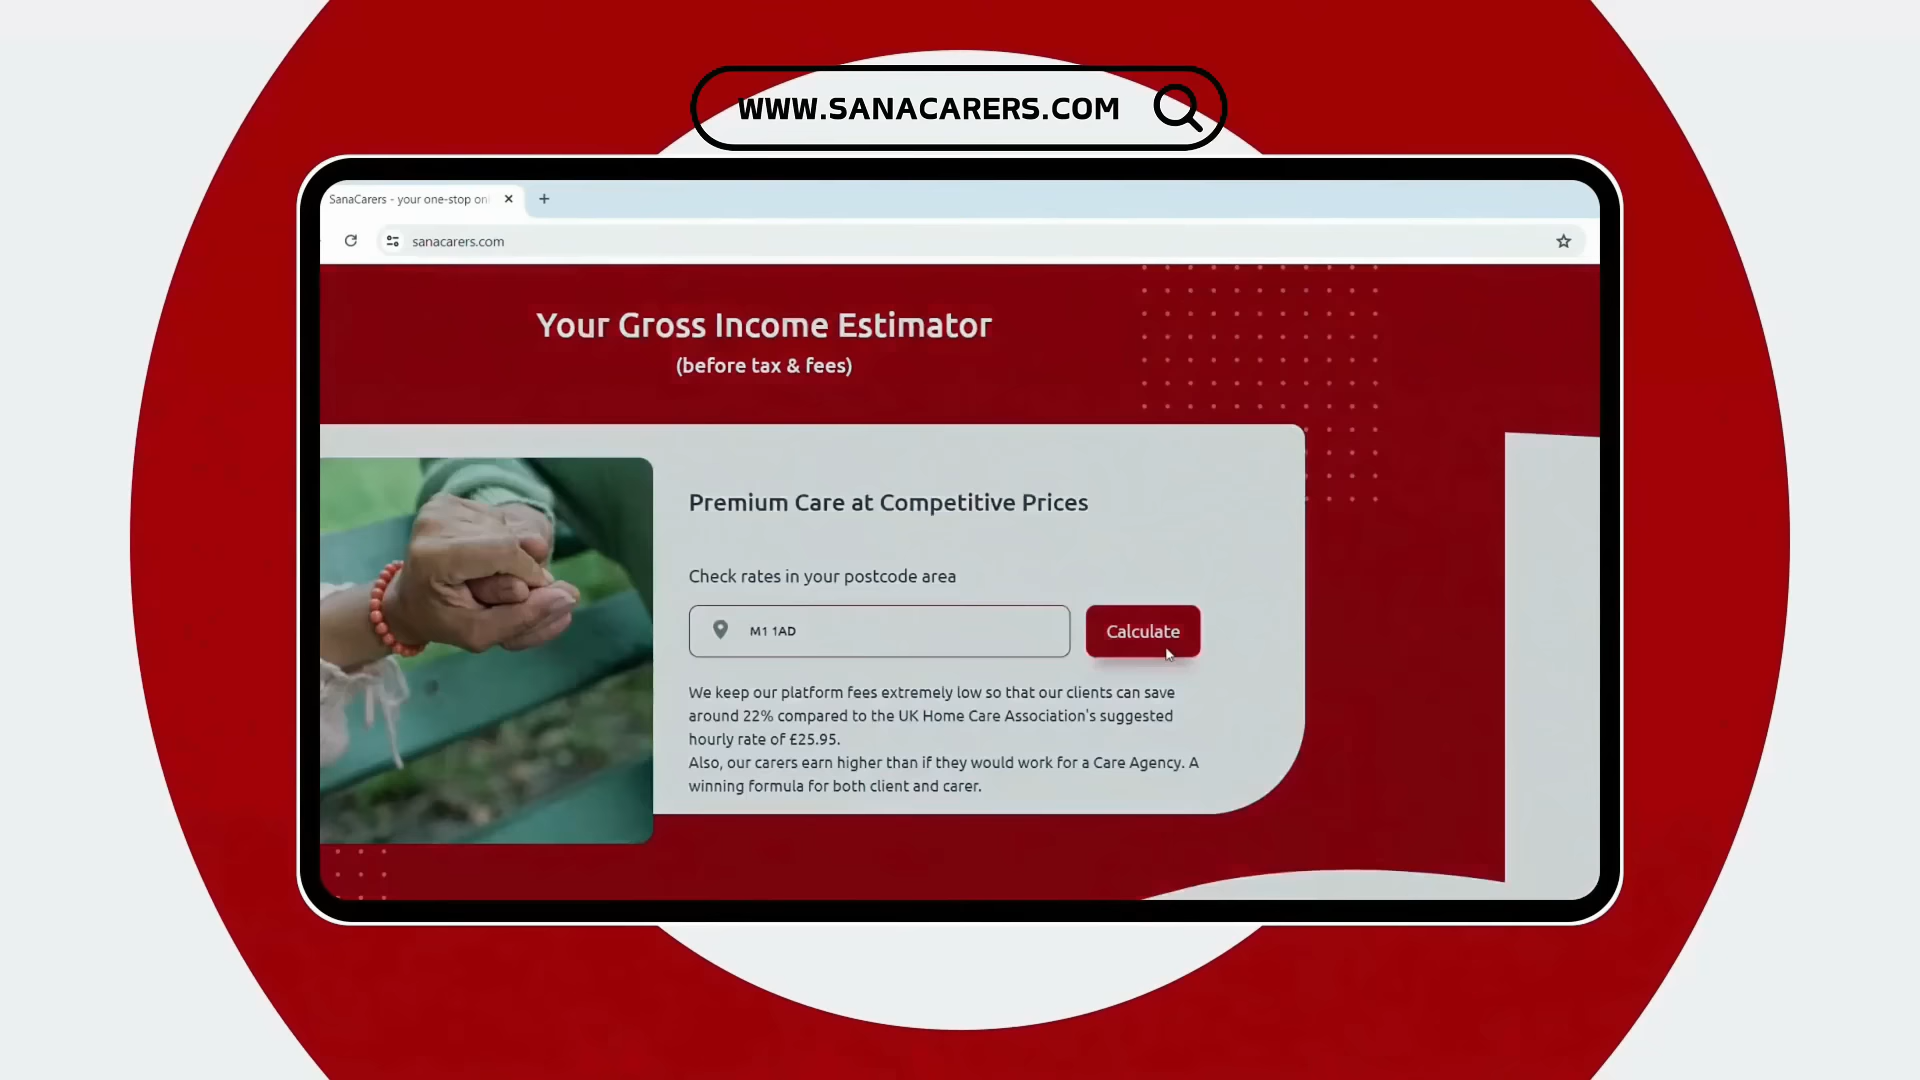 WWW.SANACARERS.COM
SanaCarers - your one-stop on
sanacarers.com
Your Gross Income Estimator
(before tax & fees)
Premium Care at Competitive Prices
Check rates in your postcode area
M1 1AD
Calculate
We keep our platform fees extremely low so that our clients can save
around 22% compared to the UK Home Care Association's suggested
hourly rate of £25.95.
Also, our carers earn higher than if they would work for a Care Agency. A
winning formula for both client and carer.